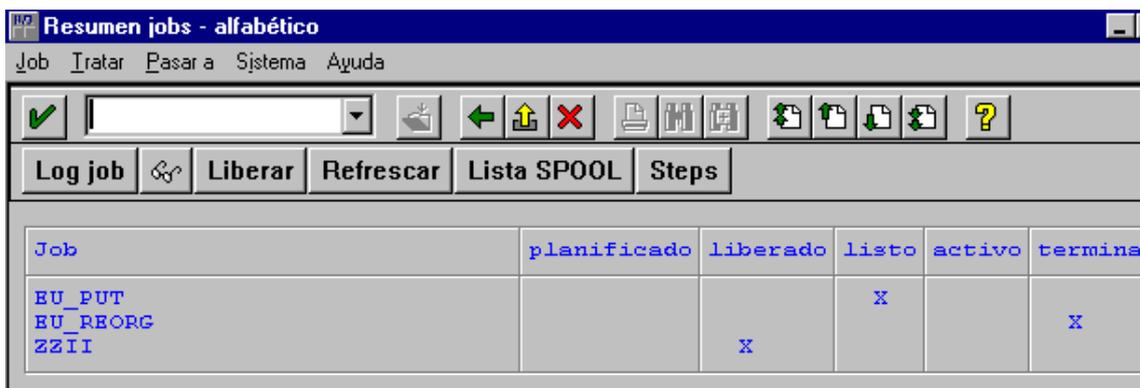 Resumen jobs - alfabético
Job Tratar Pasar a Sistema Ayuda
Log job Liberar Refrescar Lista SPOOL Steps
Job planificado liberado listo activo termina
EU_PUT X
EU_REORG X
ZZII X